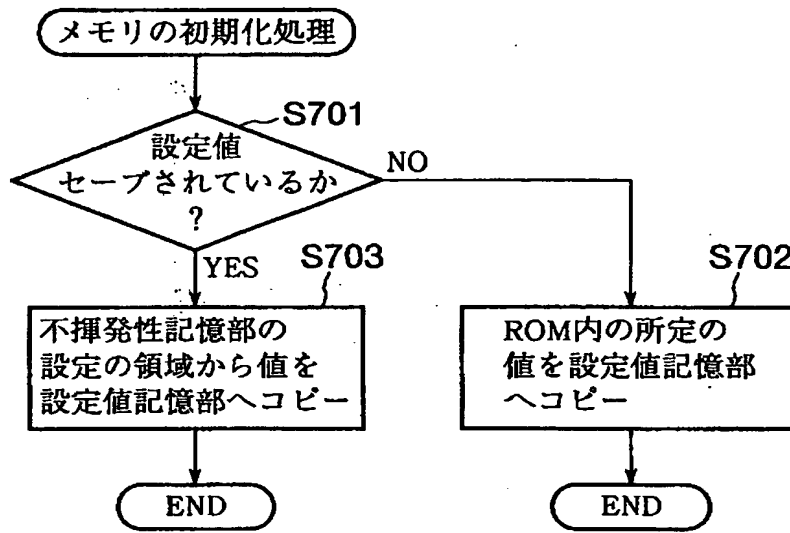 メモリの初期化処理
S701
設定値
セーブされているか
?
NO
YES
S703
S702
不揮発性記憶部の
設定の領域から値を
設定値記憶部へコピー
ROM内の所定の
値を設定値記憶部
へコピー
END
END